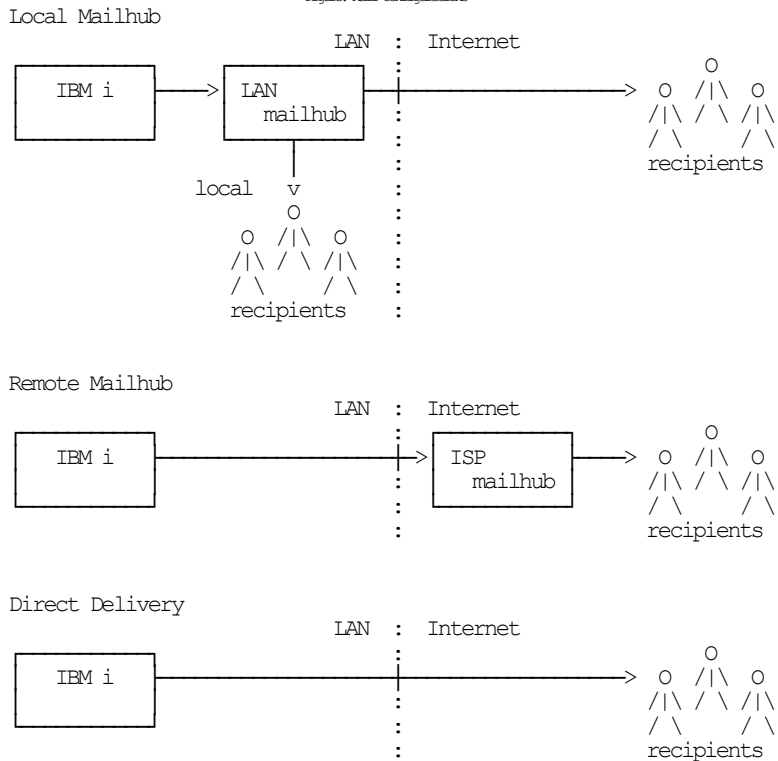 Local Mailhub
LAN : Internet
IBM i
LAN
mailhub
recipients
local
recipients
Remote Mailhub
LAN : Internet
IBM i
ISP
mailhub
recipients
Direct Delivery
LAN : Internet
IBM i
recipients